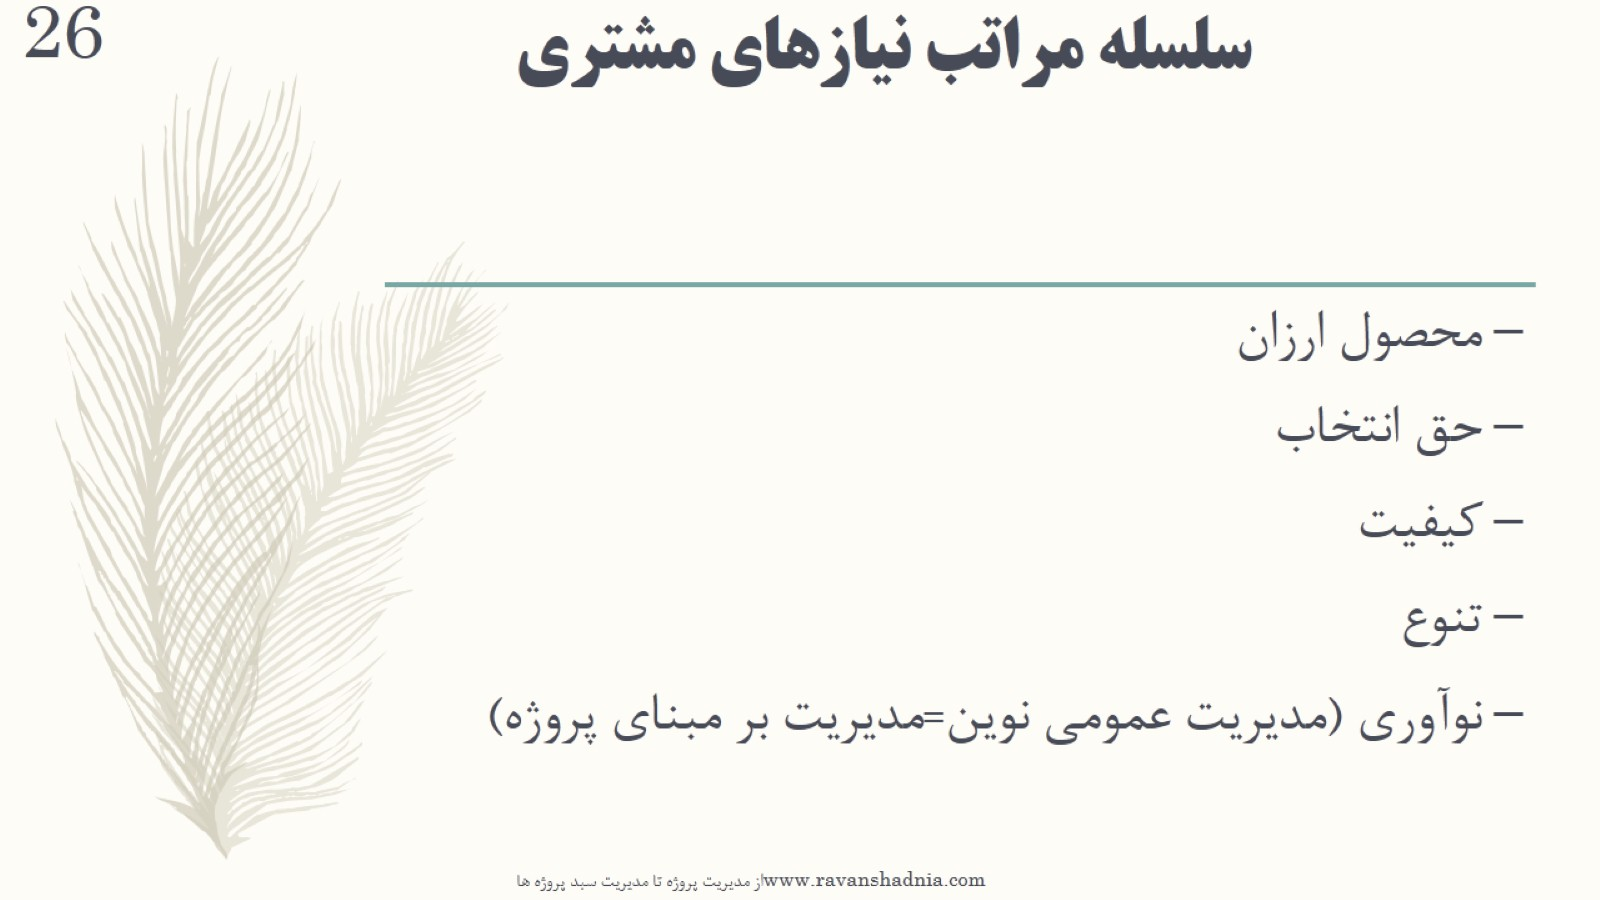 26
سلسله مراتب نیازهای مشتری
– محصول ارزان
– حق انتخاب
– کیفیت
– تنوع
– نوآوری (مدیریت عمومی نوین=مدیریت بر مبنای پروژه)
www.ravanshadnia.comاز مدیریت پروژه تا مدیریت سبد پروژه ها